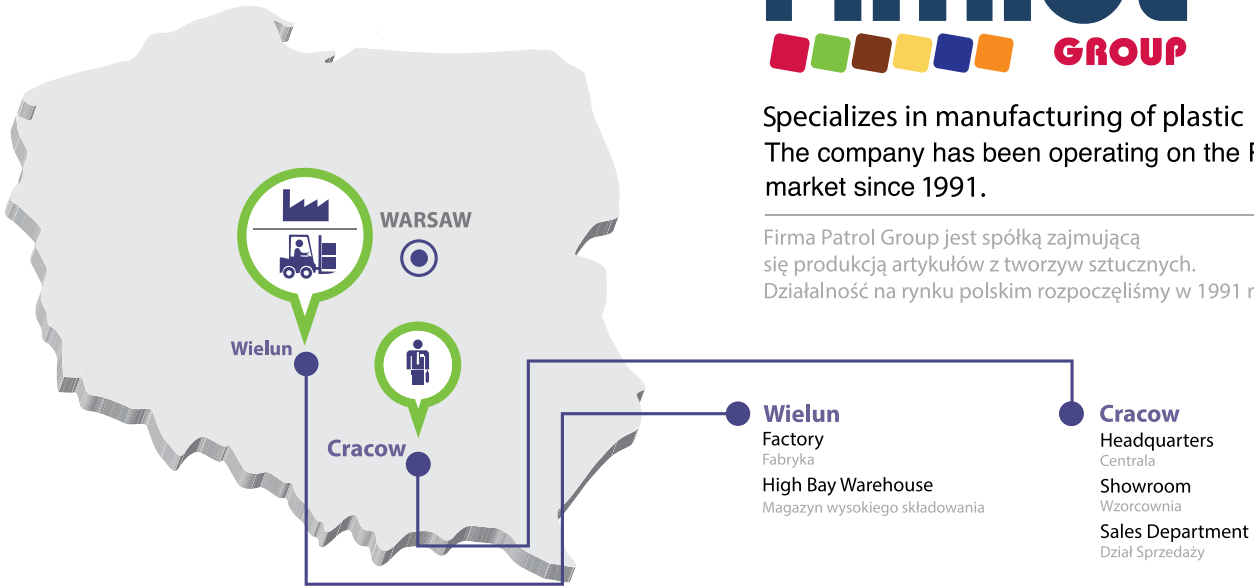 GROUP
Specializes in manufacturing of plastic
The company has been operating on the
market since 1991.
Firma Patrol Group jest spółką zajmującą
się produkcją artykułów z tworzyw sztucznych.
Działalność na rynku polskim rozpoczęliśmy w 1991
WARSAW
Wielun
Cracow
Wielun
Factory
Fabryka
High Bay Warehouse
Magazyn wysokiego składowania
Cracow
Headquarters
Centrala
Showroom
Wzorcownia
Sales Department
Dział Sprzedaży